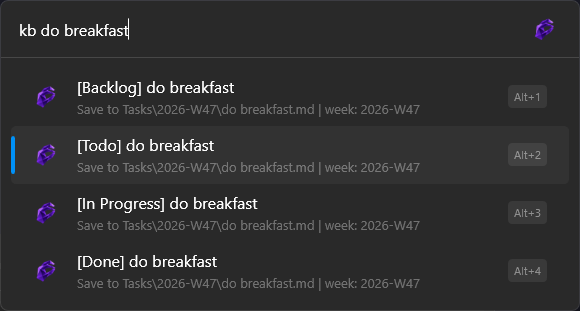 kb do breakfast
[Backlog] do breakfast
Save to Tasks\2026-W47\do breakfast.md | week: 2026-W47
Alt+1
[Todo] do breakfast
Save to Tasks\2026-W47\do breakfast.md | week: 2026-W47
Alt+2
[In Progress] do breakfast
Save to Tasks\2026-W47\do breakfast.md | week: 2026-W47
Alt+3
[Done] do breakfast
Save to Tasks\2026-W47\do breakfast.md | week: 2026-W47
Alt+4